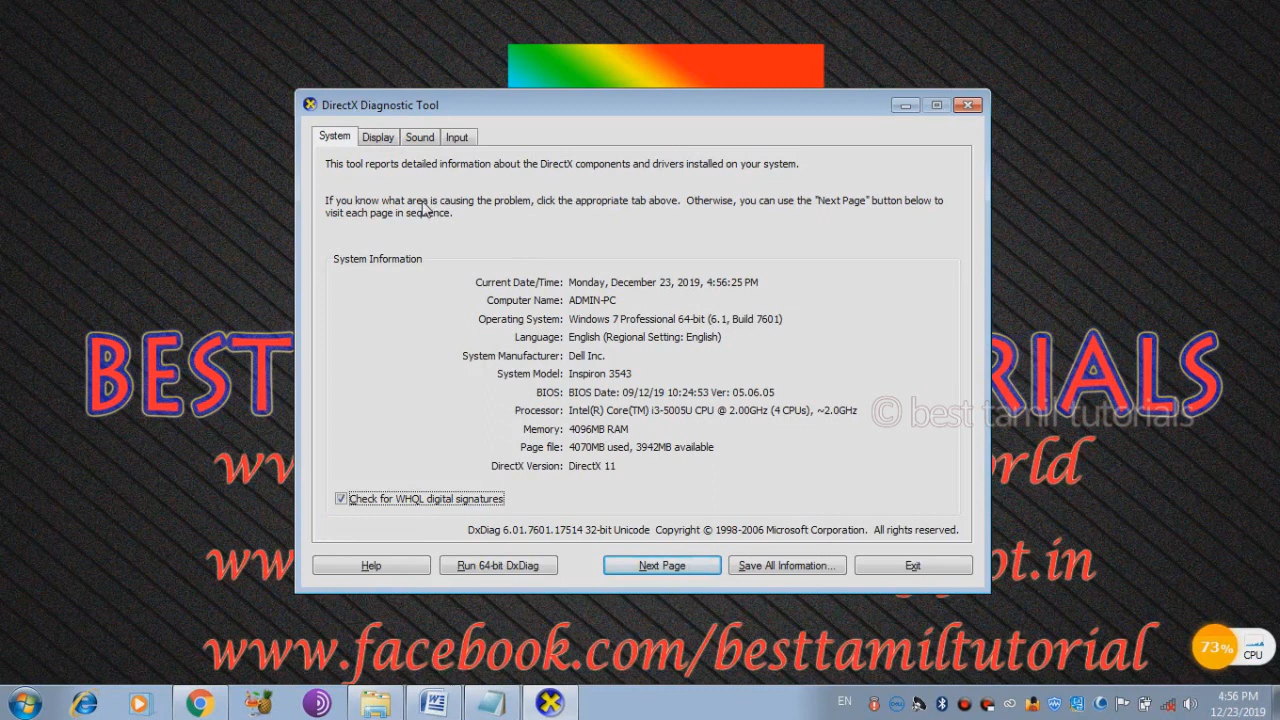 DirectX Diagnostic Tool
System Display Sound Input
This tool reports detailed information about the DirectX components and drivers installed on your system.
If you know what area is causing the problem, click the appropriate tab above. Otherwise, you can use the "Next Page" button below to
visit each page in sequence.
System Information
Current Date/Time: Monday, December 23, 2019, 4:56:25 PM
Computer Name: ADMIN-PC
Operating System: Windows 7 Professional 64-bit (6.1, Build 7601)
Language: English (Regional Setting: English)
System Manufacturer: Dell Inc.
System Model: Inspiron 3543
BIOS: BIOS Date: 09/12/19 10:24:53 Ver: 05.06.05
Processor: Intel(R) Core(TM) i3-5005U CPU @ 2.00GHz (4 CPUs), ~2.0GHz
Memory: 4096MB RAM
Page file: 4070MB used, 3942MB available
DirectX Version: DirectX 11
Check for WHQL digital signatures
DxDiag 6.01.7601.17514 32-bit Unicode Copyright © 1998-2006 Microsoft Corporation. All rights reserved.
Help Run 64-bit DxDiag Next Page Save All Information... Exit
BEST RIALS
© best tamil tutorials
ww orld
www. ot.in
www.facebook.com/besttamiltutorial
73% CPU
EN 4:56 PM
12/23/2019